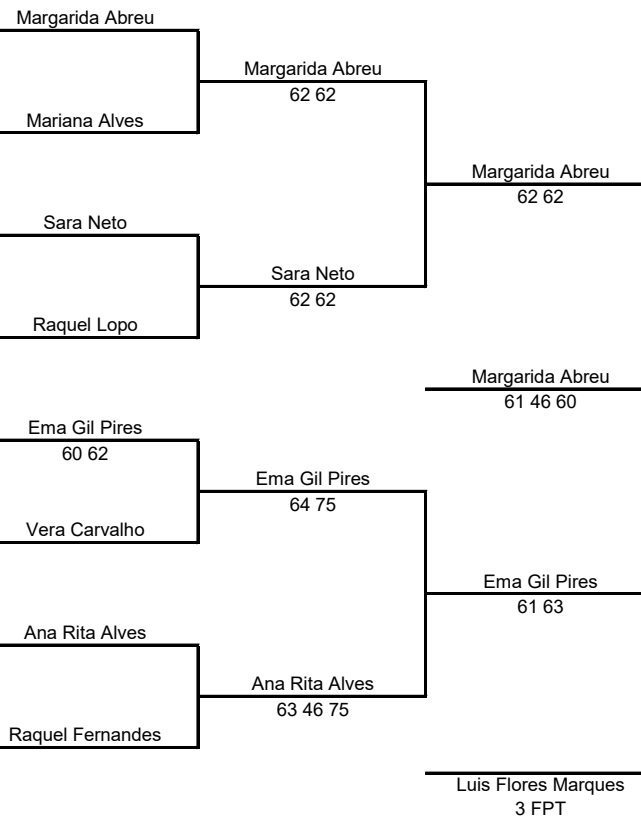 Margarida Abreu
Margarida Abreu
62 62
Mariana Alves
Margarida Abreu
62 62
Sara Neto
Sara Neto
62 62
Raquel Lopo
Margarida Abreu
61 46 60
Ema Gil Pires
60 62
Ema Gil Pires
64 75
Vera Carvalho
Ema Gil Pires
61 63
Ana Rita Alves
Ana Rita Alves
63 46 75
Raquel Fernandes
Luis Flores Marques
3 FPT